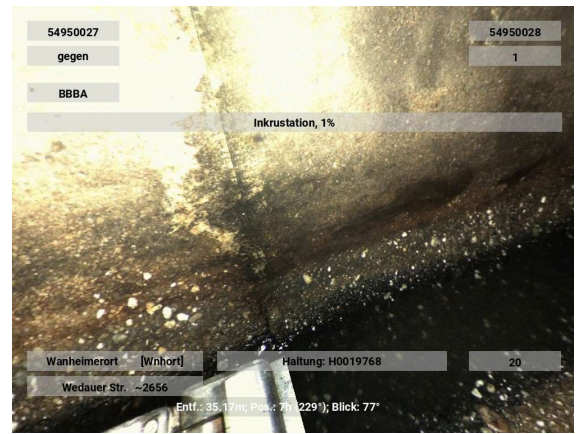 54950027 54950028
gegen 1
BBBA
Inkrustation, 1%
Wanheimerort [Wnhort] Haltung: H0019768 20
Wedauer Str. ~2656
Entf.: 35.17m; Pos.: 7h (229°); Blick: 77°